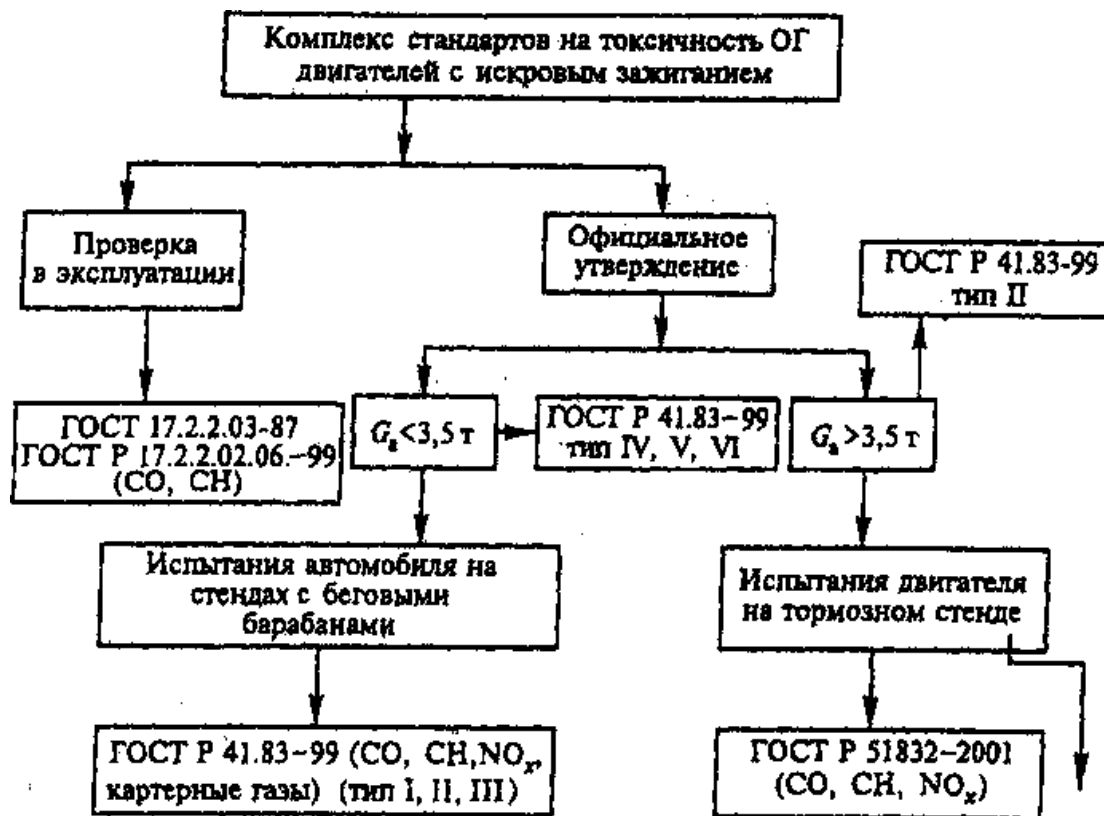 Комплекс стандартов на токсичность ОГ
двигателей с искровым зажиганием
Проверка
в эксплуатации
Официальное
утверждение
ГОСТ Р 41.83-99
тип II
ГОСТ 17.2.2.03-87
ГОСТ Р 17.2.2.02.06.–99
(СО, СН)
Gа<3,5 т
ГОСТ Р 41.83–99
тип IV, V, VI
Gа>3,5 т
Испытания автомобиля на
стендах с беговыми
барабанами
Испытания двигателя
на тормозном стенде
ГОСТ Р 41.83–99 (СО, СН,NOx,
картерные газы) (тип I, II, III)
ГОСТ Р 51832–2001
(СО, СН, NOx)